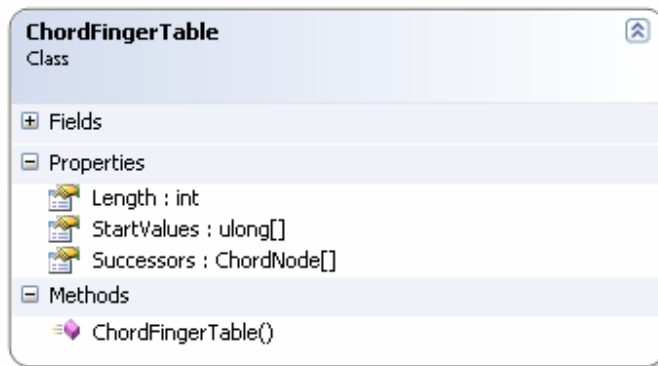 ChordFingerTable
Class
Fields
Properties
Length : int
StartValues : ulong[]
Successors : ChordNode[]
Methods
ChordFingerTable()